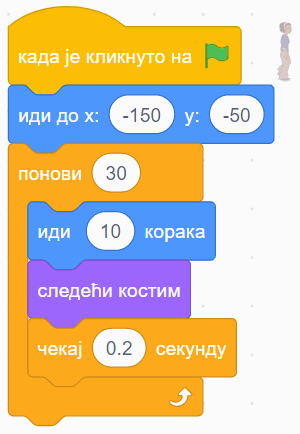 када је кликнуто на
иди до x: -150 y: -50
понови 30
иди 10 корака
следећи костим
чекај 0.2 секунду